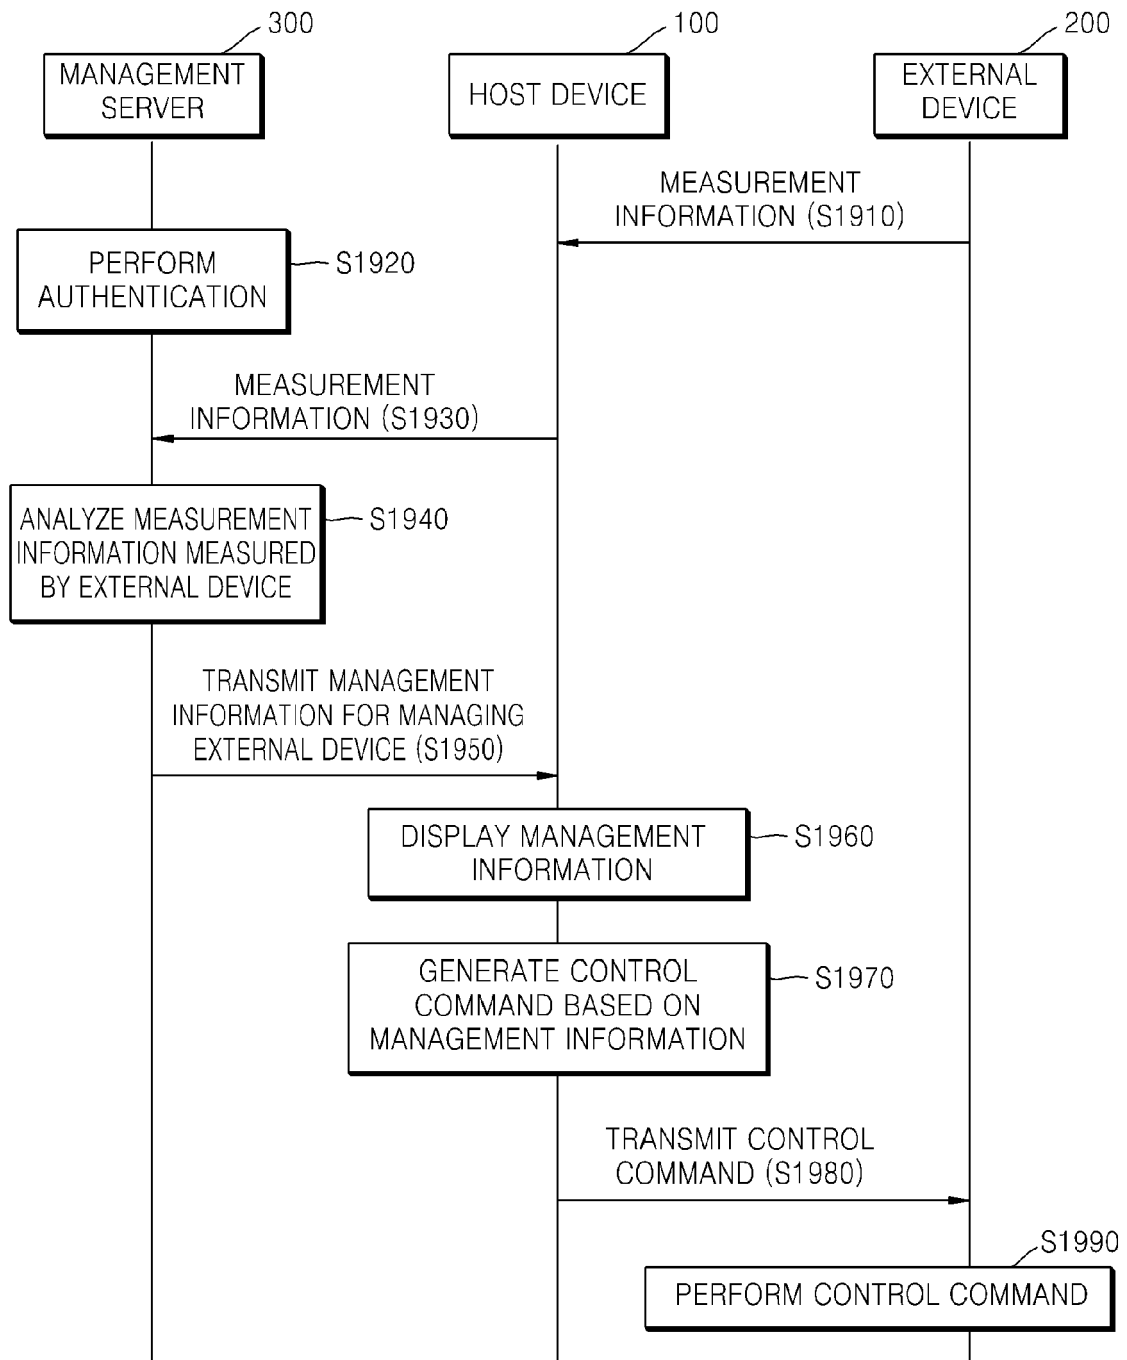 300
100
200
MANAGEMENT
SERVER
HOST DEVICE
EXTERNAL
DEVICE
MEASUREMENT
INFORMATION (S1910)
PERFORM
AUTHENTICATION
S1920
MEASUREMENT
INFORMATION (S1930)
ANALYZE MEASUREMENT
INFORMATION MEASURED
BY EXTERNAL DEVICE
S1940
TRANSMIT MANAGEMENT
INFORMATION FOR MANAGING
EXTERNAL DEVICE (S1950)
DISPLAY MANAGEMENT
INFORMATION
S1960
GENERATE CONTROL
COMMAND BASED ON
MANAGEMENT INFORMATION
S1970
TRANSMIT CONTROL
COMMAND (S1980)
S1990
PERFORM CONTROL COMMAND